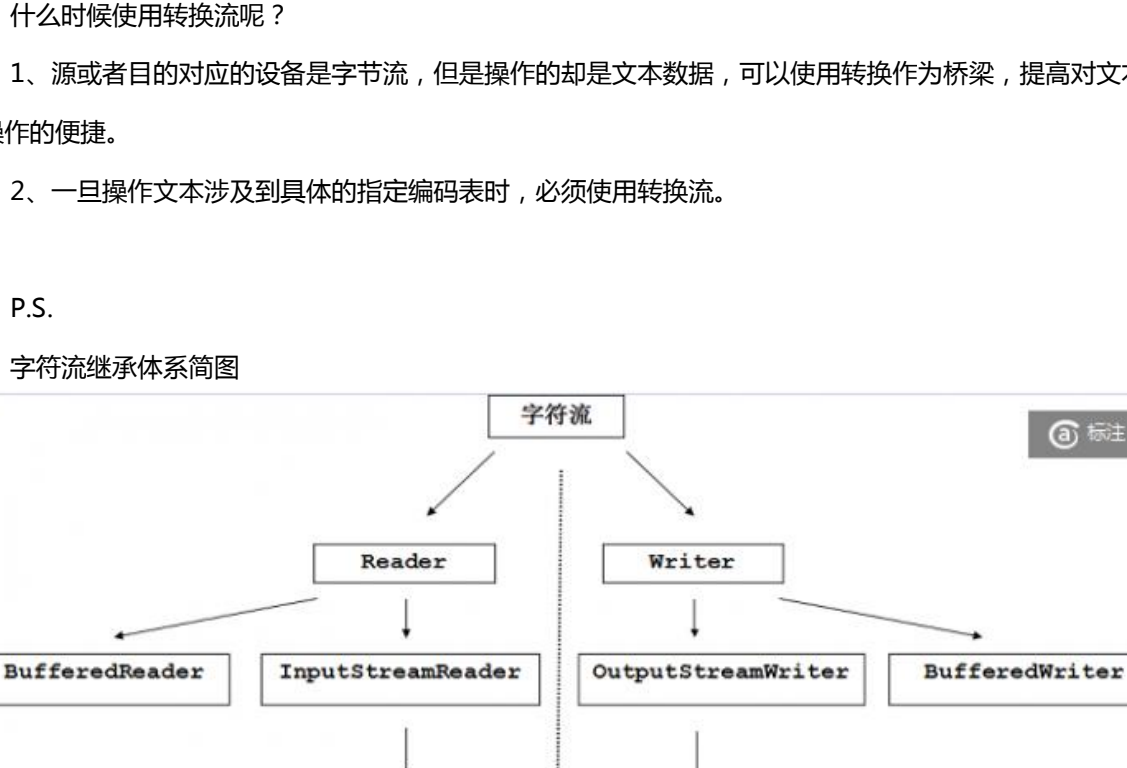 什么时候使用转换流呢？
1、源或者目的对应的设备是字节流，但是操作的却是文本数据，可以使用转换作为桥梁，提高对文
作的便捷。
2、一旦操作文本涉及到具体的指定编码表时，必须使用转换流。
P.S.
字符流继承体系简图
字符流
a 标注
Reader
Writer
BufferedReader
InputStreamReader
OutputStreamWriter
BufferedWriter